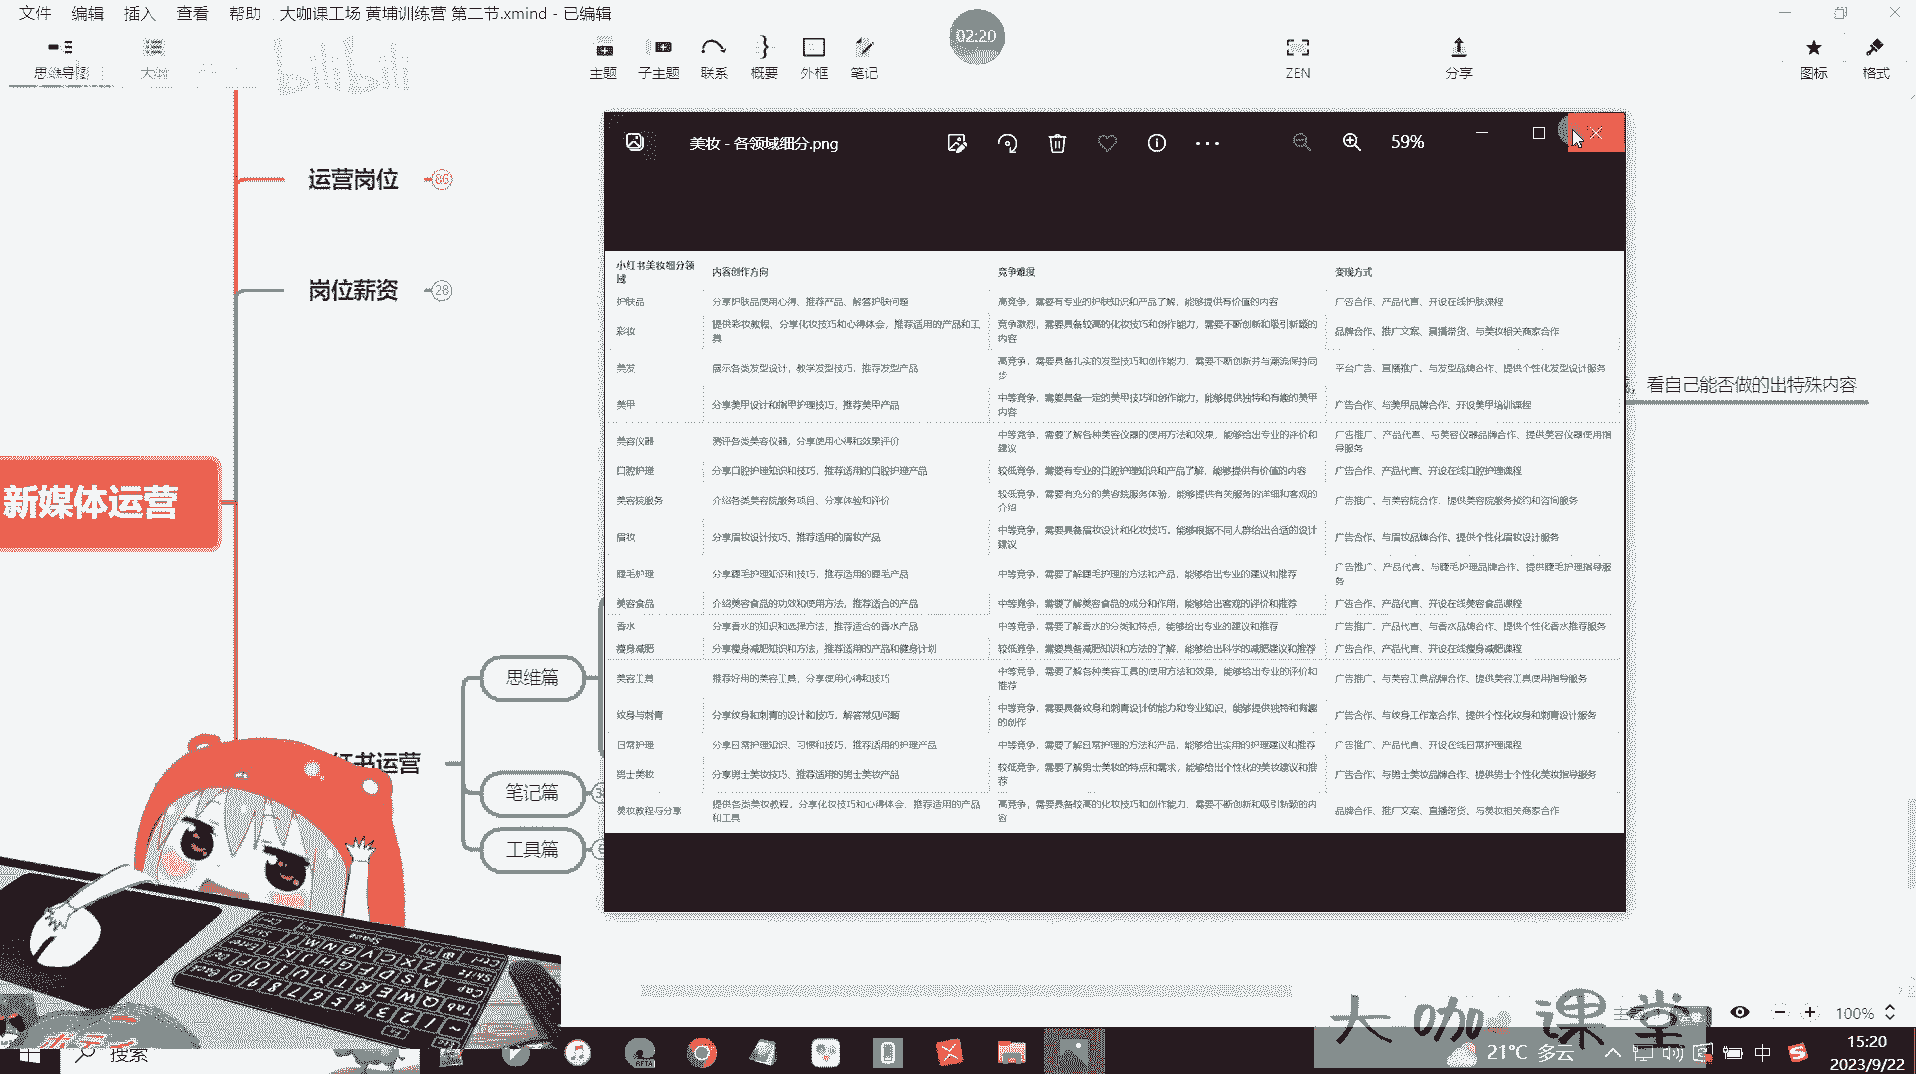 文件 编辑 插入 查看 帮助 大咖课工场 黄埔训练营 第二节.xmind - 已编辑
02:20
思维导图 大纲
主题 子主题 联系 概要 外框 笔记
ZEN
分享
图标 格式
bilibili
运营岗位 86
岗位薪资 28
新媒体运营
思维篇
红书运营
笔记篇
工具篇
看自己能否做的出特殊内容
美妆 - 各领域细分.png
59%
小红书美妆细分领域 内容创作方向 竞争难度 变现方式
护肤品 分享护肤品使用心得、推荐产品、解答护肤问题 高竞争，需要有专业的护肤知识和产品了解，能够提供有价值的内容 广告合作、产品代言、开设在线护肤课程
彩妆 提供彩妆教程、分享化妆技巧和心得体会，推荐适用的产品和工具 竞争激烈，需要具备较高的化妆技巧和创作能力，需要不断创新和吸引新颖的内容 品牌合作、推广文案、直播带货、与美妆相关商家合作
美发 展示各类发型设计，教学发型技巧，推荐发型产品 高竞争，需要具备扎实的发型技巧和创作能力，需要不断创新并与潮流保持同步 平台广告、直播推广、与发型品牌合作、提供个性化发型设计服务
美甲 分享美甲设计和指甲护理技巧，推荐美甲产品 中等竞争，需要具备一定的美甲技巧和创作能力，能够提供独特和有趣的美甲内容 广告合作、与美甲品牌合作、开设美甲培训课程
美容仪器 测评各类美容仪器，分享使用心得和效果评价 中等竞争，需要了解各种美容仪器的使用方法和效果，能够给出专业的评价和建议 广告推广、产品代言、与美容仪器品牌合作、提供美容仪器使用指导服务
口腔护理 分享口腔护理知识和技巧，推荐适用的口腔护理产品 较低竞争，需要有专业的口腔护理知识和产品了解，能够提供有价值的内容 广告合作、产品代言、开设在线口腔护理课程
美容院服务 介绍各类美容院服务项目、分享体验和评价 较低竞争，需要有充分的美容院服务体验，能够提供有关服务的详细和客观的介绍 广告推广、与美容院合作、提供美容院服务预约和咨询服务
眉妆 分享眉妆设计技巧、推荐适用的眉妆产品 中等竞争，需要具备眉妆设计和化妆技巧，能够根据不同人群给出合适的设计建议 广告合作、与眉妆品牌合作、提供个性化眉妆设计服务
睫毛护理 分享睫毛护理知识和技巧，推荐适用的睫毛产品 中等竞争，需要了解睫毛护理的方法和产品，能够给出专业的建议和推荐 广告推广、产品代言、与睫毛护理品牌合作、提供睫毛护理指导服务
美容食品 介绍美容食品的功效和使用方法，推荐适合的产品 中等竞争，需要了解美容食品的成分和作用，能够给出客观的评价和推荐 广告合作、产品代言、开设在线美容食品课程
香水 分享香水的知识和选择方法，推荐适合的香水产品 中等竞争，需要了解香水的分类和特点，能够给出专业的建议和推荐 广告推广、产品代言、与香水品牌合作、提供个性化香水推荐服务
瘦身减肥 分享瘦身减肥知识和方法，推荐适用的产品和健身计划 较低竞争，需要具备减肥知识和方法的了解，能够给出科学的减肥建议和推荐 广告合作、产品代言、开设在线瘦身减肥课程
美容工具 推荐好用的美容工具，分享使用心得和技巧 中等竞争，需要了解各种美容工具的使用方法和效果，能够给出专业的评价和推荐 广告推广、与美容工具品牌合作、提供美容工具使用指导服务
纹身与刺青 分享纹身和刺青的设计和技巧，解答常见问题 中等竞争，需要具备纹身和刺青设计的能力和专业知识，能够提供独特和有趣的创作 广告合作、与纹身工作室合作、提供个性化纹身和刺青设计服务
日常护理 分享日常护理知识、习惯和技巧，推荐适用的护理产品 中等竞争，需要了解日常护理的方法和产品，能够给出实用的护理建议和推荐 广告推广、产品代言、开设在线日常护理课程
男士美妆 分享男士美妆技巧、推荐适用的男士美妆产品 较低竞争，需要了解男士美妆的特点和需求，能够给出个性化的美妆建议和推荐 广告合作、与男士美妆品牌合作、提供男士个性化美妆指导服务
美妆教程与分享 提供各类美妆教程，分享化妆技巧和心得体会，推荐适用的产品和工具 高竞争，需要具备较高的化妆技巧和创作能力，需要不断创新和吸引新颖的内容 品牌合作、推广文案、直播带货、与美妆相关商家合作
大咖课堂
100%
搜索
21°C 多云
中
15:20
2023/9/22